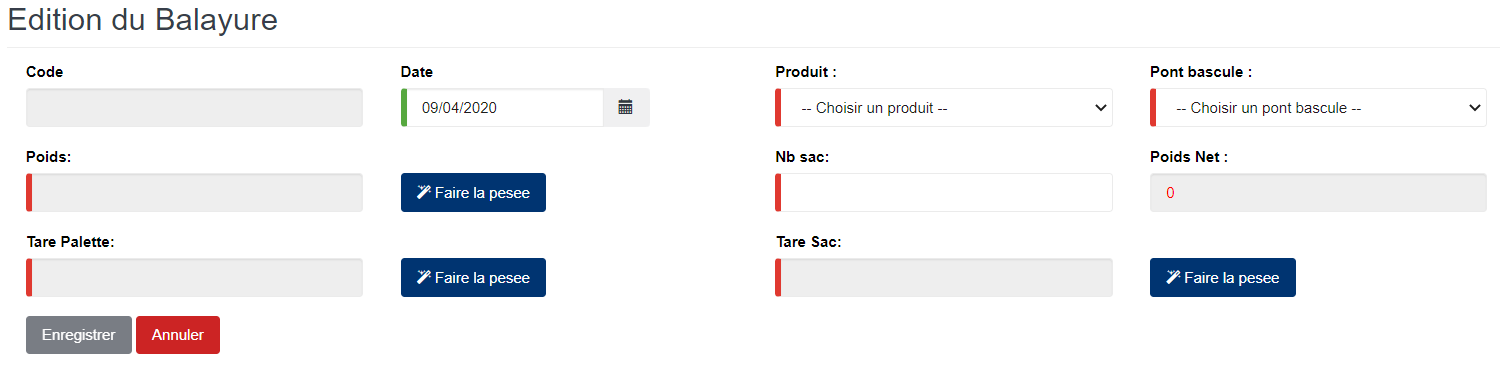 Edition du Balayure
Code
Date
Produit :
Pont bascule :
09/04/2020
-- Choisir un produit --
-- Choisir un pont bascule --
Poids:
Nb sac:
Poids Net :
Faire la pesee
0
Tare Palette:
Tare Sac:
Faire la pesee
Faire la pesee
Enregistrer
Annuler